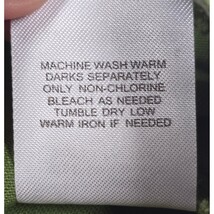 MACHINE WASH WARM
DARKS SEPARATELY
ONLY NON-CHLORINE
BLEACH AS NEEDED
TUMBLE DRY LOW
WARM IRON IF NEEDED